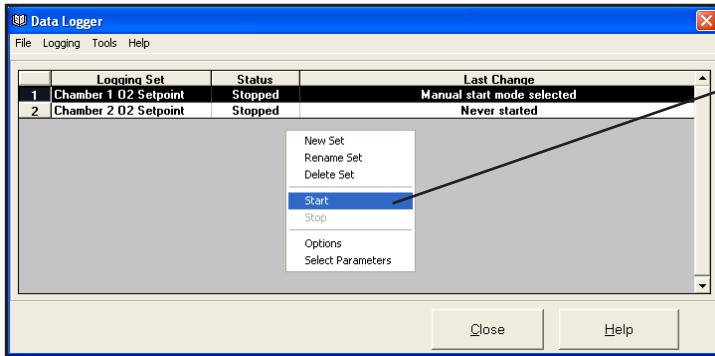 Data Logger
File Logging Tools Help
Logging Set Status Last Change
1 Chamber 1 O2 Setpoint Stopped Manual start mode selected
2 Chamber 2 O2 Setpoint Stopped Never started
New Set
Rename Set
Delete Set
Start
Stop
Options
Select Parameters
Close Help